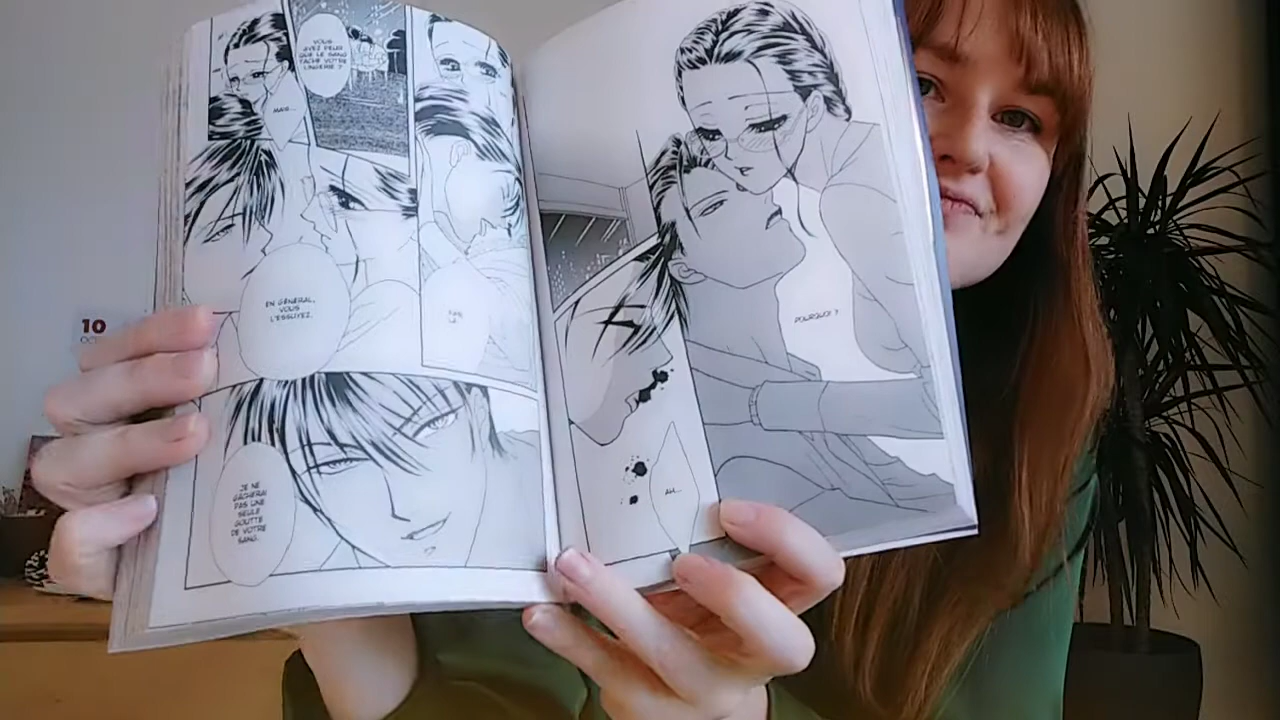 VOUS
AVEZ PEUR
QUE LE SANG
TACHE VOTRE
LINGERIE ?
MAIS...
EN GÉNÉRAL,
VOUS
L'ESSUYEZ.
JE NE
GÂCHERAI
PAS UNE
SEULE
GOUTTE
DE VOTRE
SANG.
POURQUOI ?
AH...
10